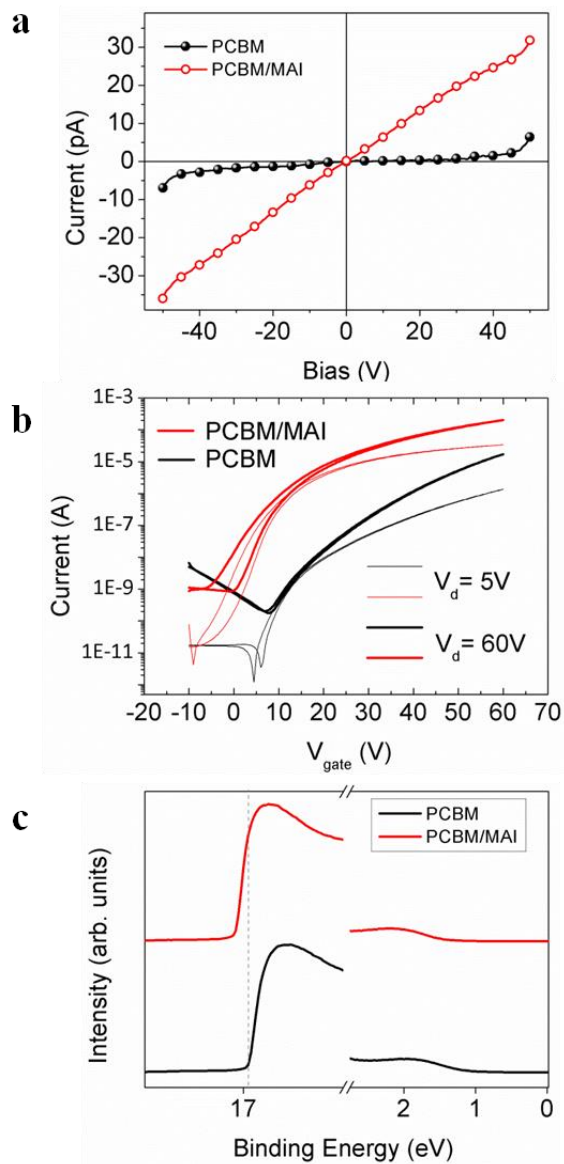 a
PCBM
PCBM/MAI
30
20
10
0
-10
-20
-30
Current (pA)
-40 -20 0 20 40
Bias (V)
b
1E-3
1E-5
1E-7
1E-9
1E-11
Current (A)
PCBM/MAI
PCBM
Vd= 5V
Vd= 60V
-20 -10 0 10 20 30 40 50 60 70
Vgate (V)
c
PCBM
PCBM/MAI
Intensity (arb. units)
17 2 1 0
Binding Energy (eV)